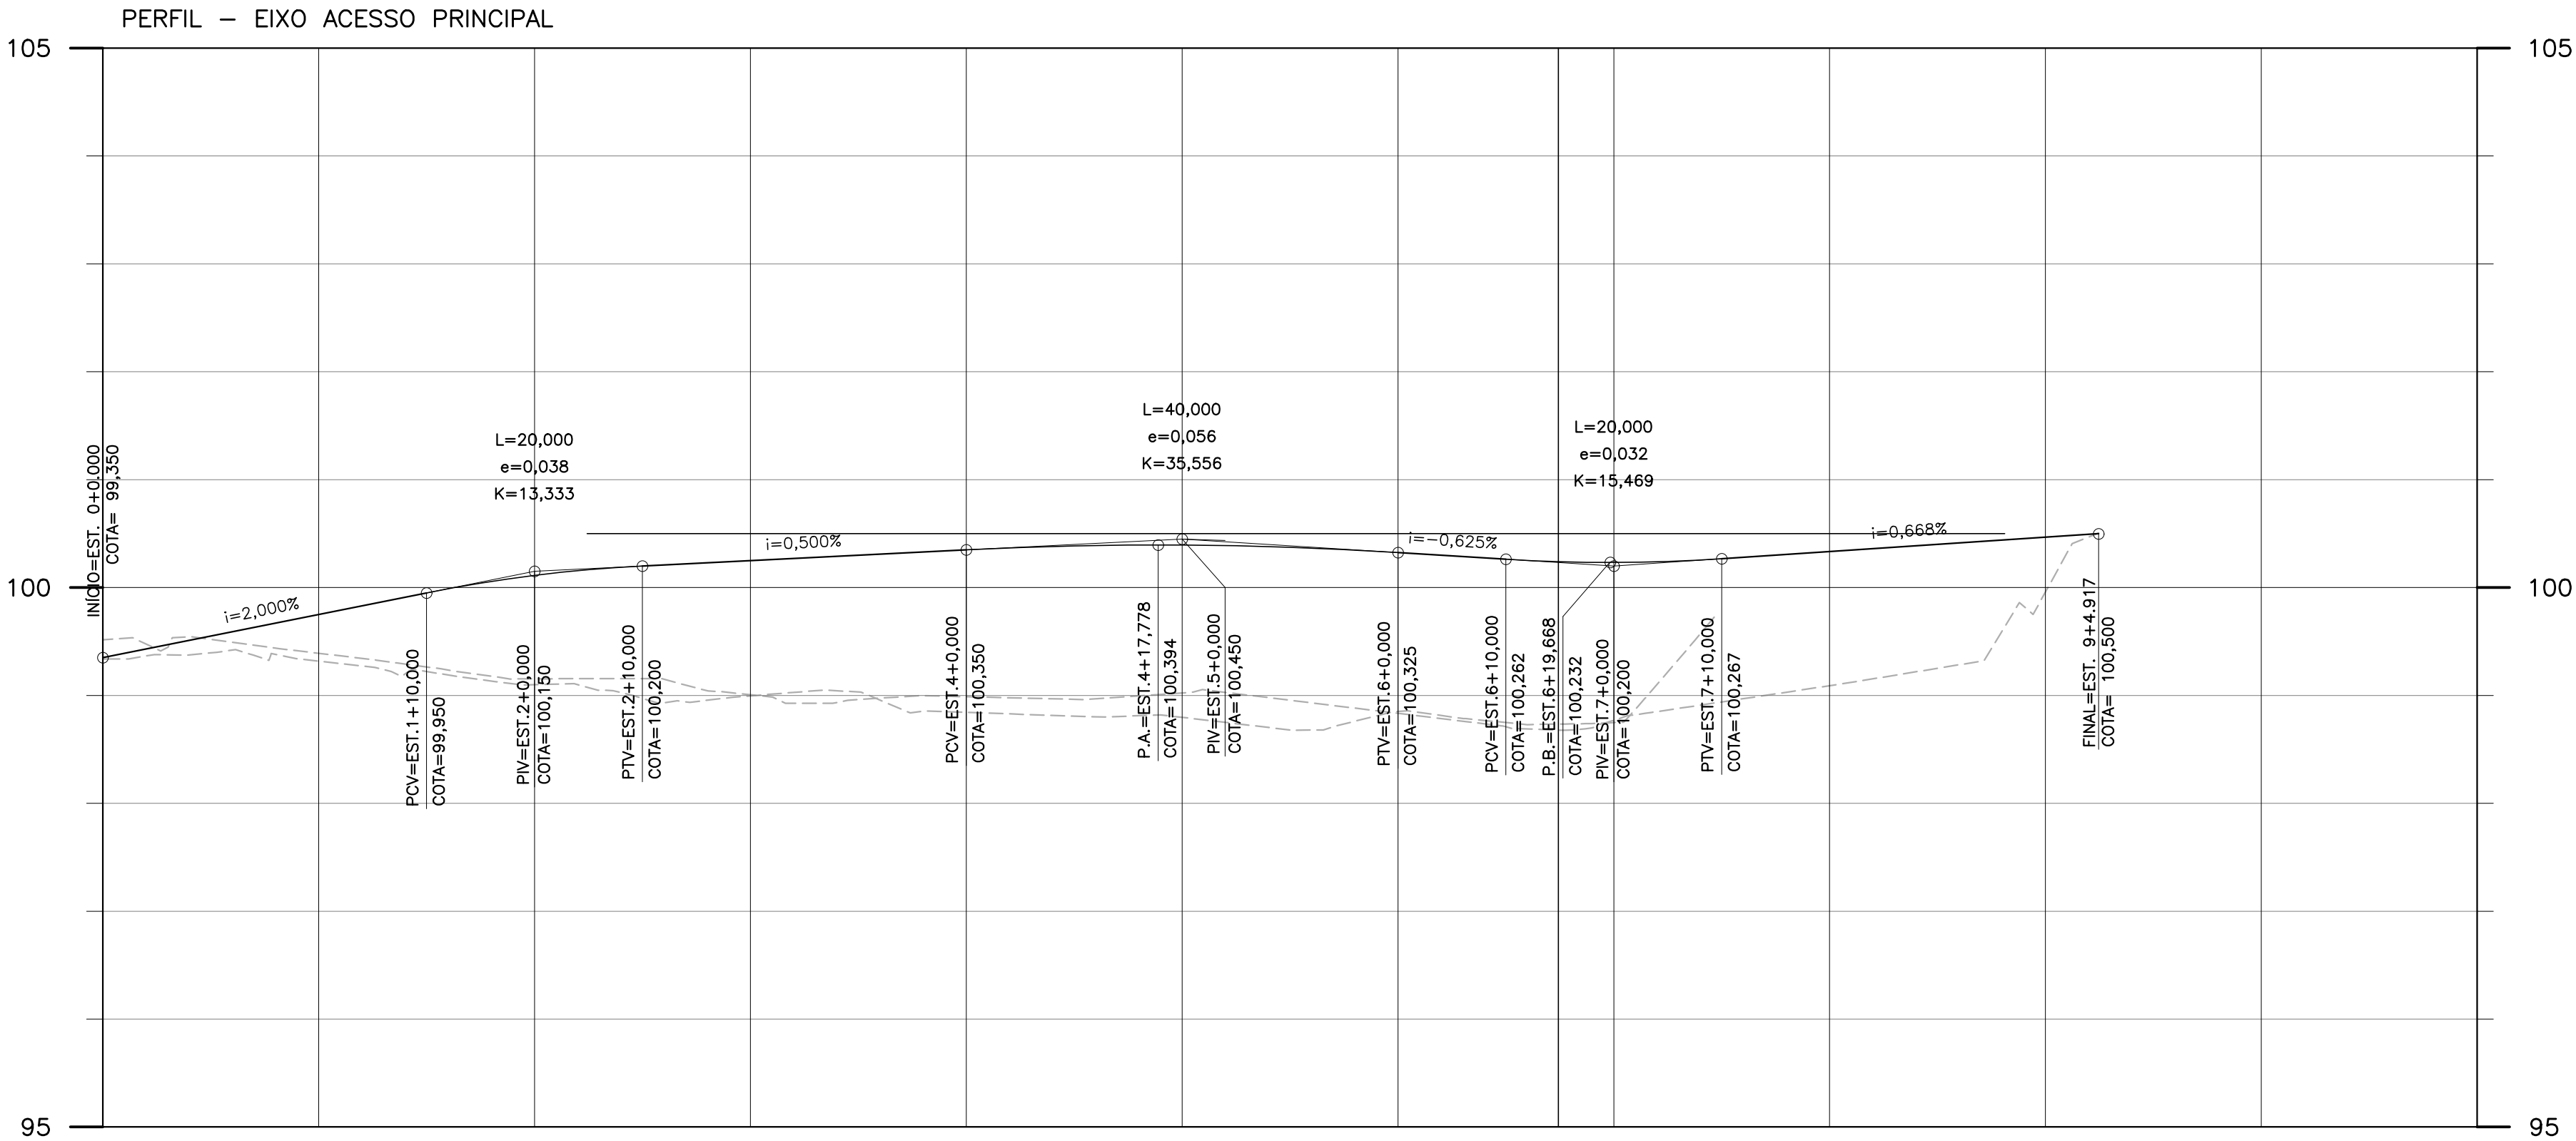 PERFIL – EIXO ACESSO PRINCIPAL
105
105
100
100
95
95
INÍCIO=EST. 0+0,000
COTA= 99,350
i=2,000%
PCV=EST.1+10,000
COTA=99,950
L=20,000
e=0,038
K=13,333
PIV=EST.2+0,000
COTA=100,150
PTV=EST.2+10,000
COTA=100,200
i=0,500%
PCV=EST.4+0,000
COTA=100,350
L=40,000
e=0,056
K=35,556
P.A.=EST.4+17,778
COTA=100,394
PIV=EST.5+0,000
COTA=100,450
PTV=EST.6+0,000
COTA=100,325
i=-0,625%
PCV=EST.6+10,000
COTA=100,262
L=20,000
e=0,032
K=15,469
P.B.=EST.6+19,668
COTA=100,232
PIV=EST.7+0,000
COTA=100,200
PTV=EST.7+10,000
COTA=100,267
i=0,668%
FINAL=EST. 9+4.917
COTA= 100,500